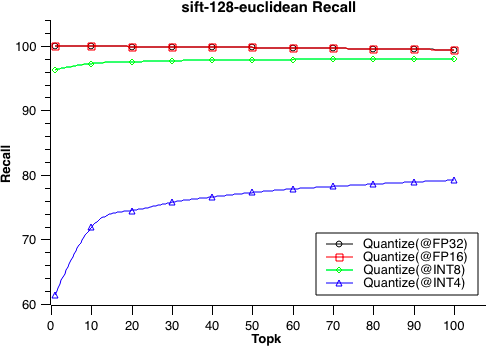 sift-128-euclidean Recall
100
90
80
70
60
Recall
0 10 20 30 40 50 60 70 80 90 100
Topk
Quantize(@FP32)
Quantize(@FP16)
Quantize(@INT8)
Quantize(@INT4)